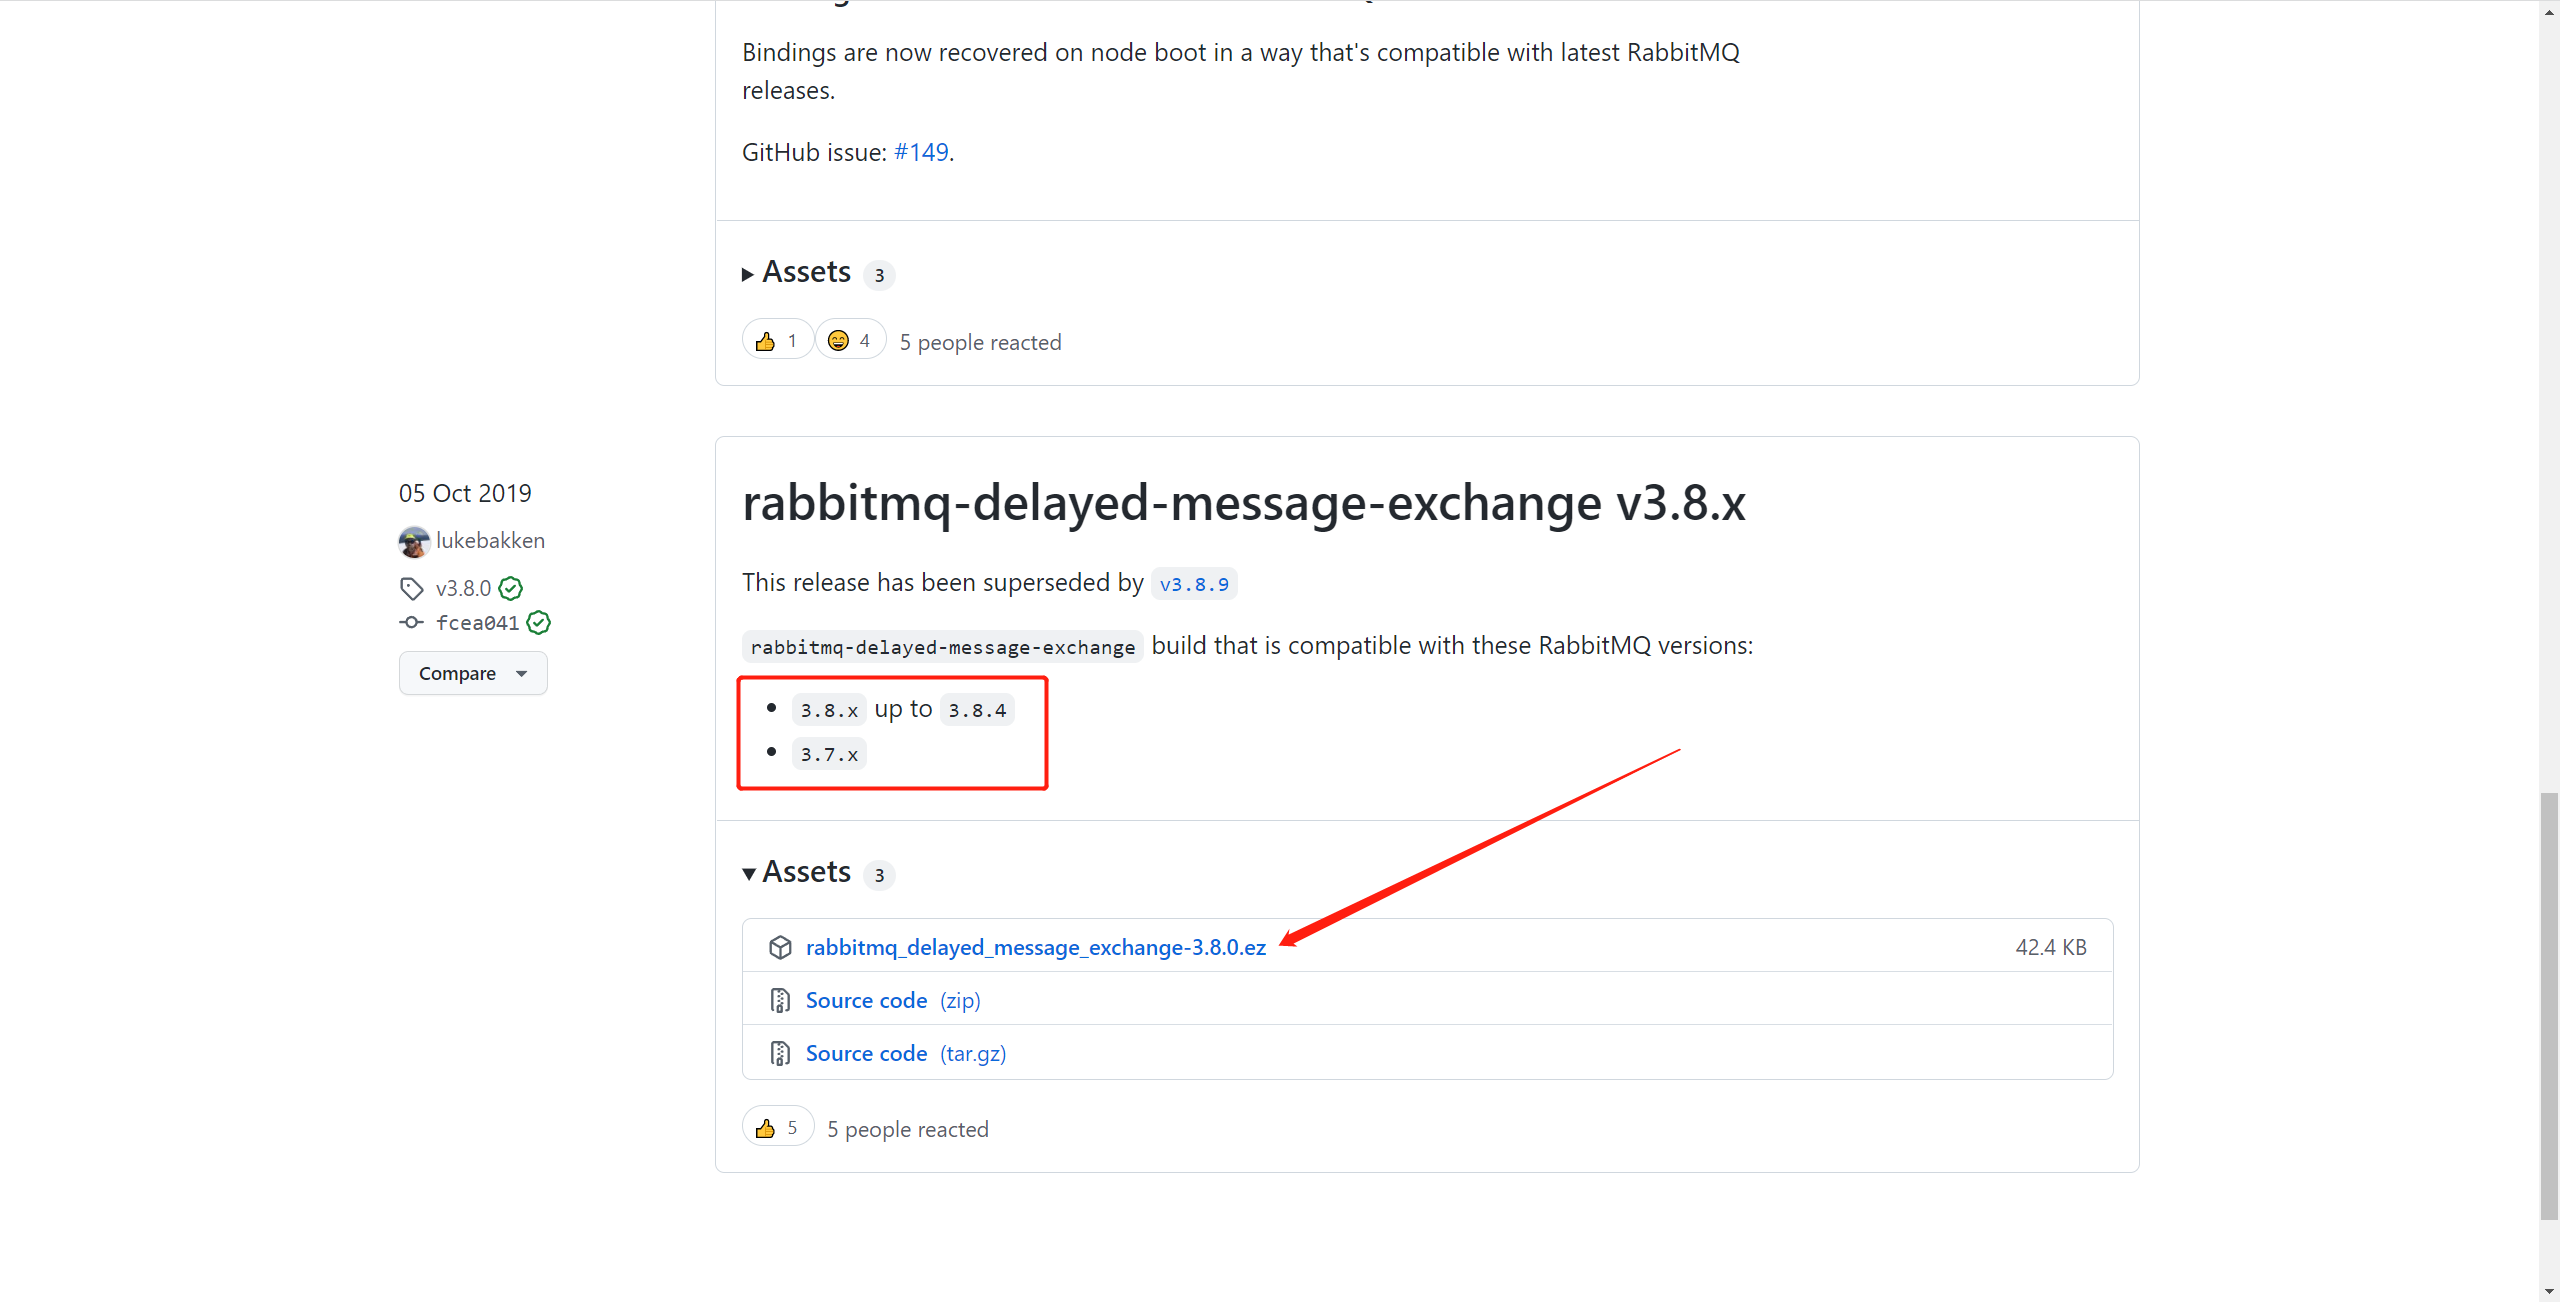 Bindings are now recovered on node boot in a way that's compatible with latest RabbitMQ
releases.
GitHub issue: #149.
Assets 3
1 4 5 people reacted
05 Oct 2019
lukebakken
v3.8.0
fcea041
Compare
rabbitmq-delayed-message-exchange v3.8.x
This release has been superseded by v3.8.9
rabbitmq-delayed-message-exchange build that is compatible with these RabbitMQ versions:
3.8.x up to 3.8.4
3.7.x
Assets 3
rabbitmq_delayed_message_exchange-3.8.0.ez 42.4 KB
Source code (zip)
Source code (tar.gz)
5 5 people reacted